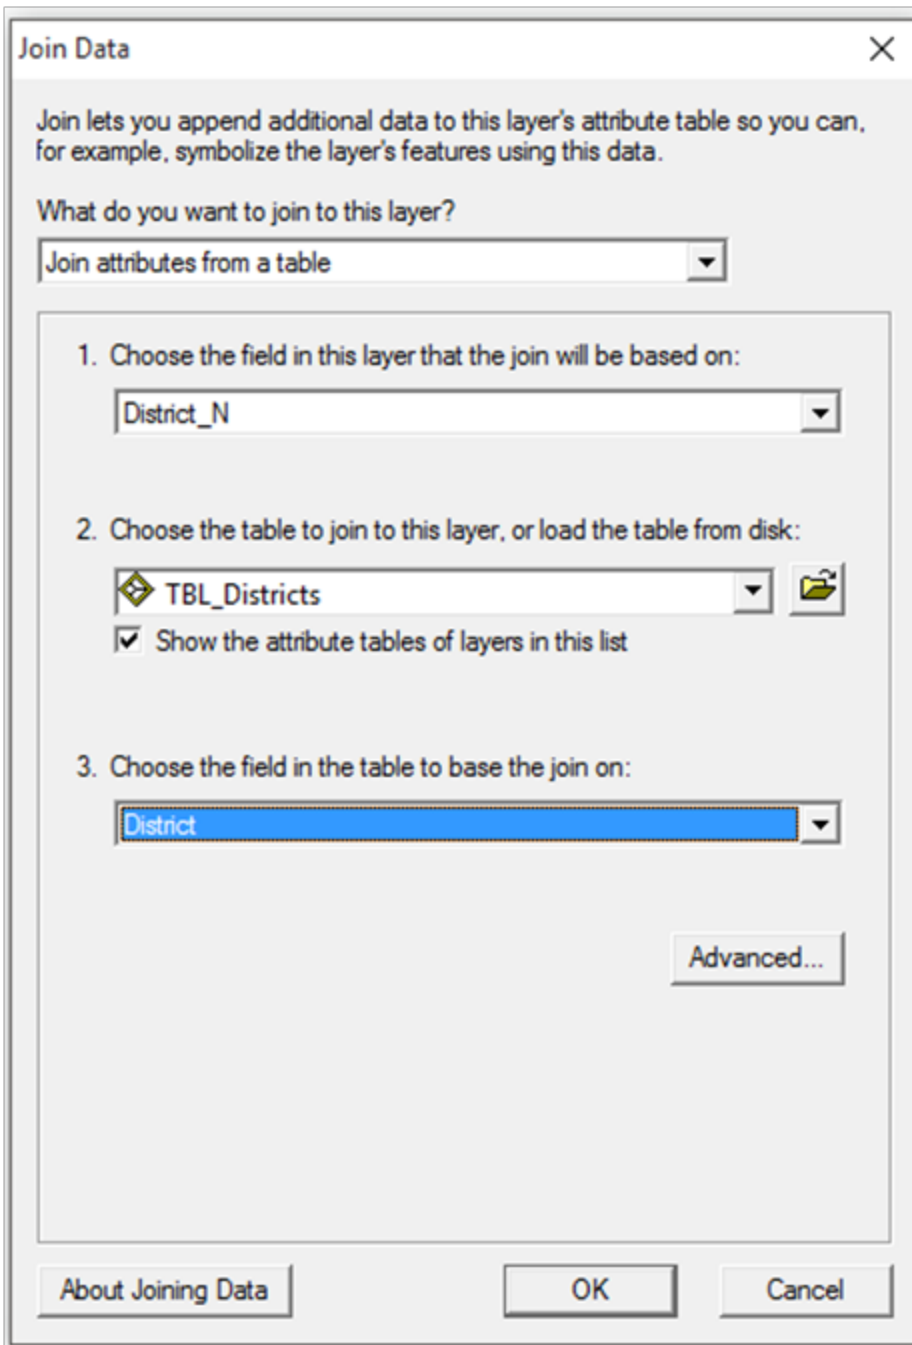 Join Data
Join lets you append additional data to this layer's attribute table so you can,
for example, symbolize the layer's features using this data.
What do you want to join to this layer?
Join attributes from a table
1. Choose the field in this layer that the join will be based on:
District_N
2. Choose the table to join to this layer, or load the table from disk:
TBL_Districts
Show the attribute tables of layers in this list
3. Choose the field in the table to base the join on:
District
Advanced...
About Joining Data
OK
Cancel